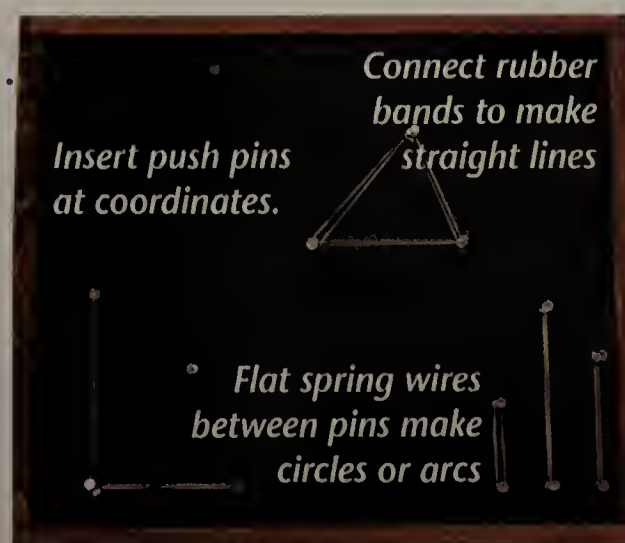 Connect rubber
bands to make
straight lines
Insert push pins
at coordinates.
Flat spring wires
between pins make
circles or arcs